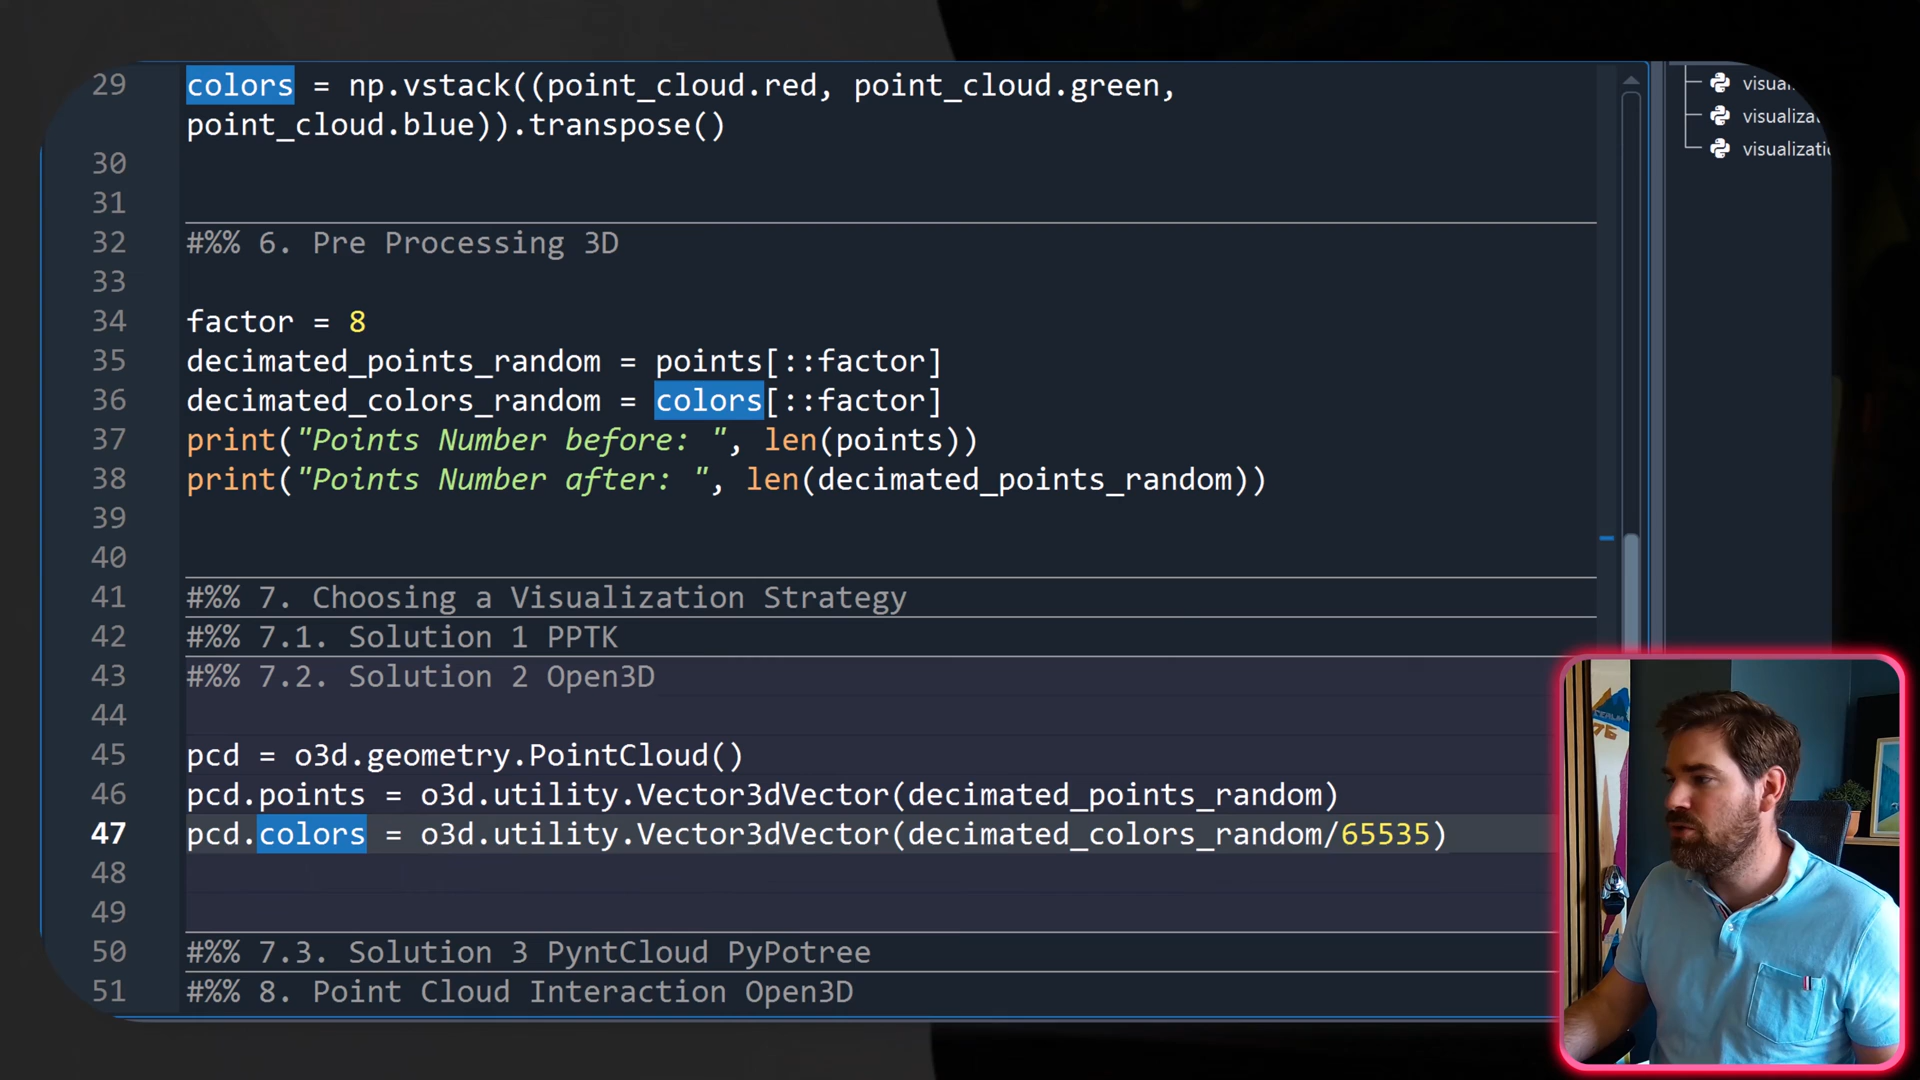 29 colors = np.vstack((point_cloud.red, point_cloud.green,
point_cloud.blue)).transpose()
30
31
32 #%% 6. Pre Processing 3D
33
34 factor = 8
35 decimated_points_random = points[::factor]
36 decimated_colors_random = colors[::factor]
37 print("Points Number before: ", len(points))
38 print("Points Number after: ", len(decimated_points_random))
39
40
41 #%% 7. Choosing a Visualization Strategy
42 #%% 7.1. Solution 1 PPTK
43 #%% 7.2. Solution 2 Open3D
44
45 pcd = o3d.geometry.PointCloud()
46 pcd.points = o3d.utility.Vector3dVector(decimated_points_random)
47 pcd.colors = o3d.utility.Vector3dVector(decimated_colors_random/65535)
48
49
50 #%% 7.3. Solution 3 PyntCloud PyPotree
51 #%% 8. Point Cloud Interaction Open3D
visual
visualizat
visualizati